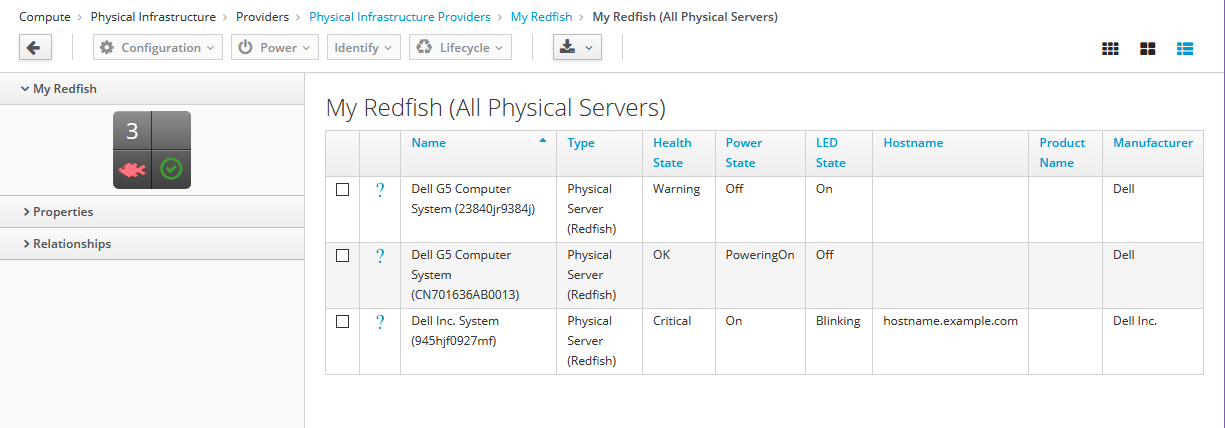 Compute > Physical Infrastructure > Providers > Physical Infrastructure Providers > My Redfish > My Redfish (All Physical Servers)
Configuration Power Identify Lifecycle
My Redfish
3
Properties
Relationships
My Redfish (All Physical Servers)
Name Type Health State Power State LED State Hostname Product Name Manufacturer
? Dell G5 Computer Physical Warning Off On Dell
System (23840jr9384j) Server
(Redfish)
? Dell G5 Computer Physical OK PoweringOn Off Dell
System Server
(CN701636AB0013) (Redfish)
? Dell Inc. System Physical Critical On Blinking hostname.example.com Dell Inc.
(945hjf0927mf) Server
(Redfish)